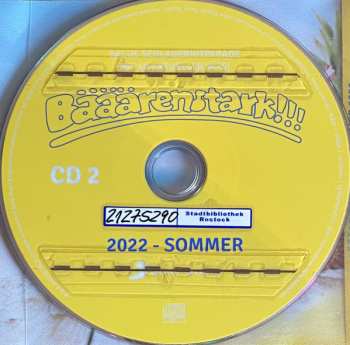 Bäääärenstark!!!
CD 2
21275290
Stadtbibliothek
Rostock
2022 - SOMMER